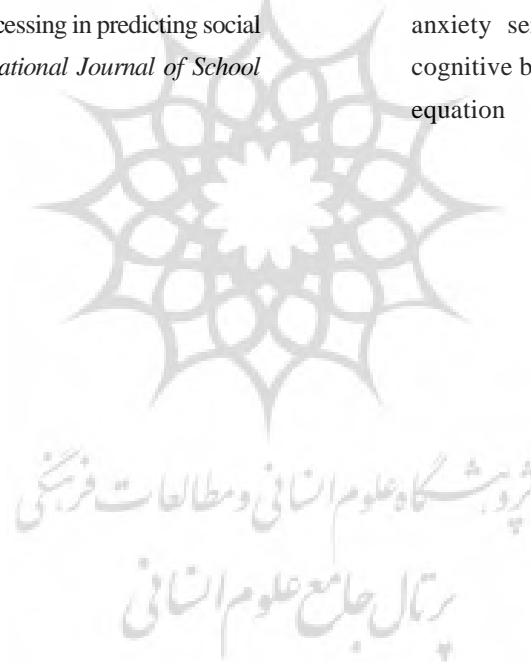 cessing in predicting social
ational Journal of School
anxiety se
cognitive b
equation
پژوهشگاه علوم انسانی و مطالعات فرهنگی
پرتال جامع علوم انسانی